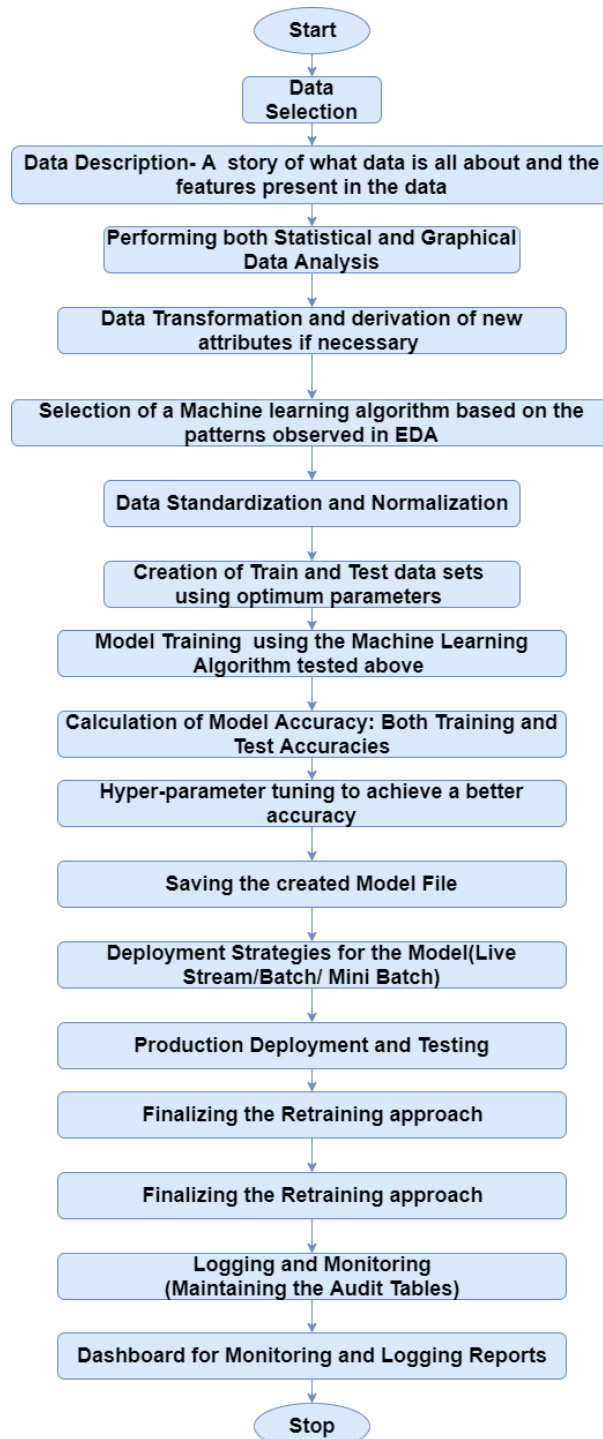 Start
Data
Selection
Data Description- A story of what data is all about and the
features present in the data
Performing both Statistical and Graphical
Data Analysis
Data Transformation and derivation of new
attributes if necessary
Selection of a Machine learning algorithm based on the
patterns observed in EDA
Data Standardization and Normalization
Creation of Train and Test data sets
using optimum parameters
Model Training using the Machine Learning
Algorithm tested above
Calculation of Model Accuracy: Both Training and
Test Accuracies
Hyper-parameter tuning to achieve a better
accuracy
Saving the created Model File
Deployment Strategies for the Model(Live
Stream/Batch/ Mini Batch)
Production Deployment and Testing
Finalizing the Retraining approach
Finalizing the Retraining approach
Logging and Monitoring
(Maintaining the Audit Tables)
Dashboard for Monitoring and Logging Reports
Stop